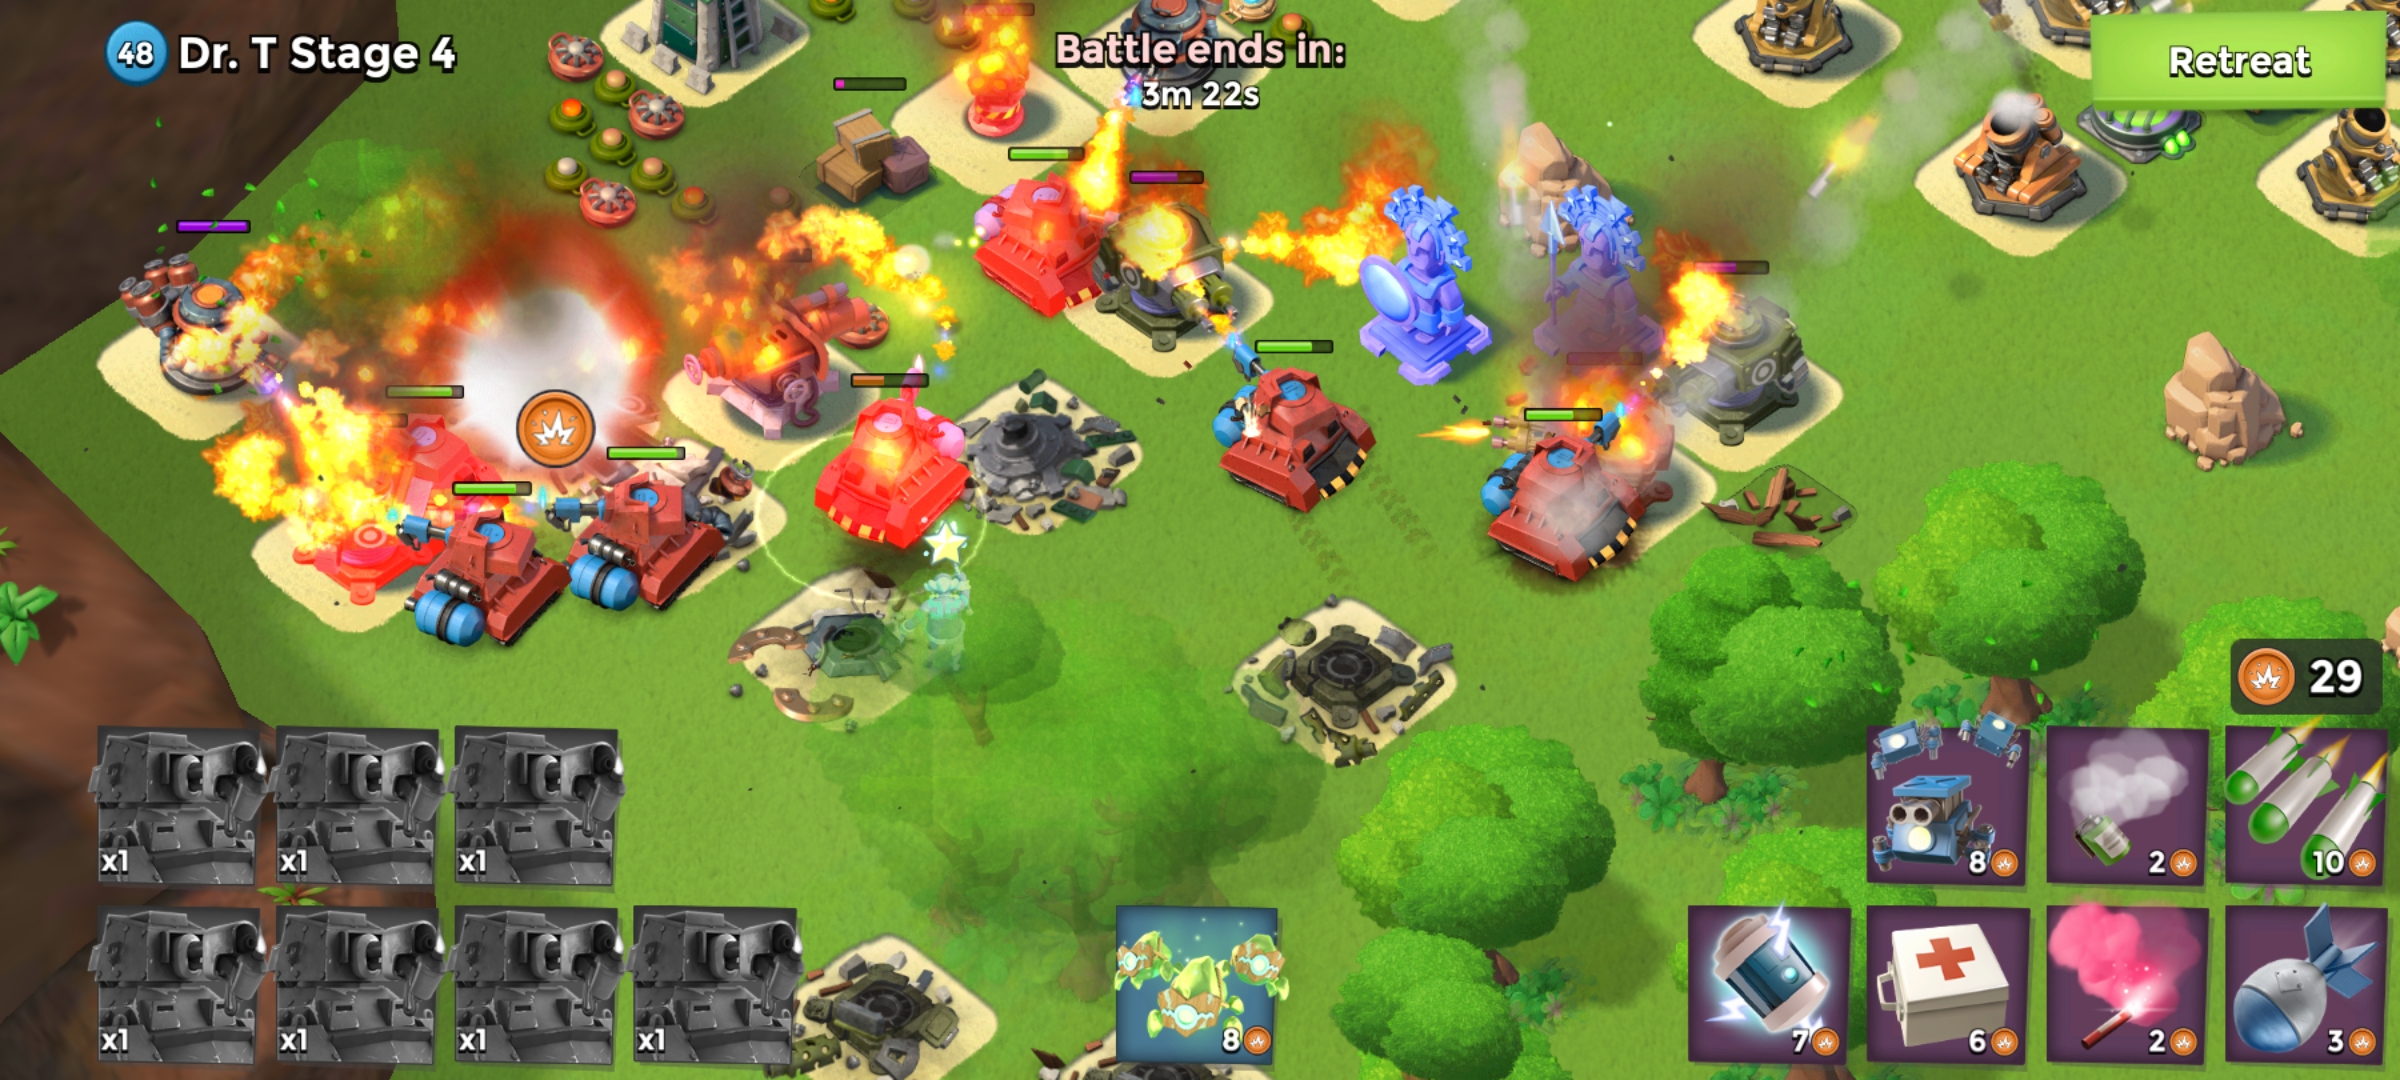 48 Dr. T Stage 4
Battle ends in:
3m 22s
Retreat
29
x1
x1
x1
8
2
10
x1
x1
x1
x1
8
7
6
2
3